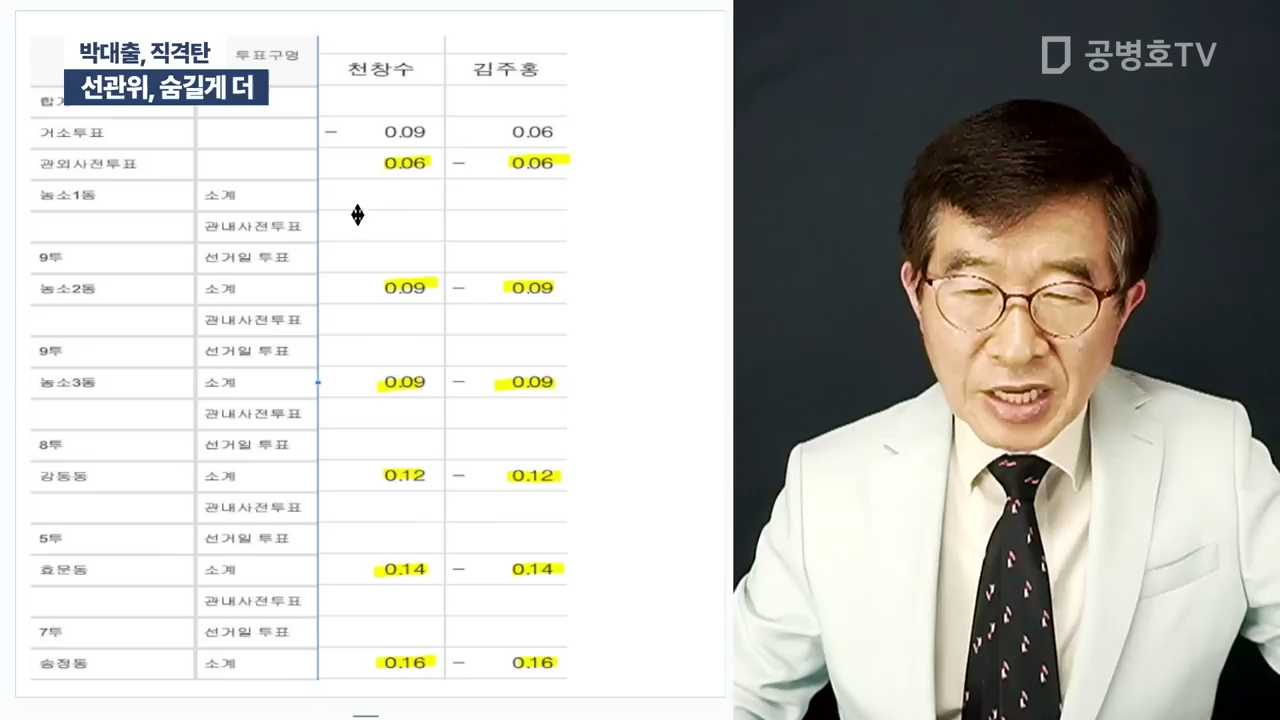 박대출, 직격탄
선관위, 숨길게 더
공병호TV
투표구명
천창수 김주홍
합
거소투표 – 0.09 0.06
관외사전투표 0.06 – 0.06
농소1동 소계
관내사전투표
9투 선거일 투표
농소2동 소계 0.09 – 0.09
관내사전투표
9투 선거일 투표
농소3동 소계 0.09 – 0.09
관내사전투표
8투 선거일 투표
강동동 소계 0.12 – 0.12
관내사전투표
5투 선거일 투표
효문동 소계 0.14 – 0.14
관내사전투표
7투 선거일 투표
송정동 소계 0.16 – 0.16